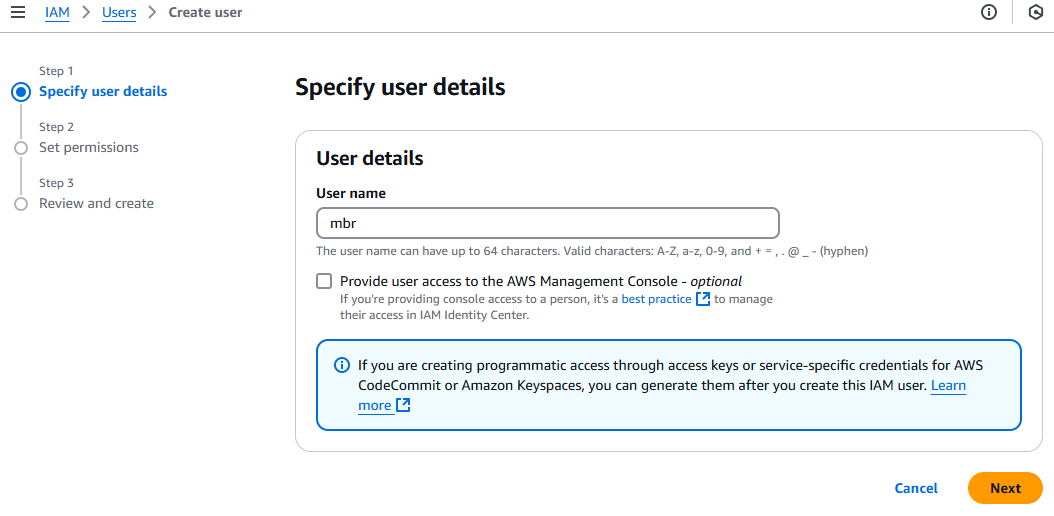 IAM > Users > Create user
Step 1
Specify user details
Step 2
Set permissions
Step 3
Review and create
Specify user details
User details
User name
mbr
The user name can have up to 64 characters. Valid characters: A-Z, a-z, 0-9, and + = , . @ _ - (hyphen)
Provide user access to the AWS Management Console - optional
If you're providing console access to a person, it's a best practice to manage
their access in IAM Identity Center.
If you are creating programmatic access through access keys or service-specific credentials for AWS
CodeCommit or Amazon Keyspaces, you can generate them after you create this IAM user. Learn
more
Cancel
Next